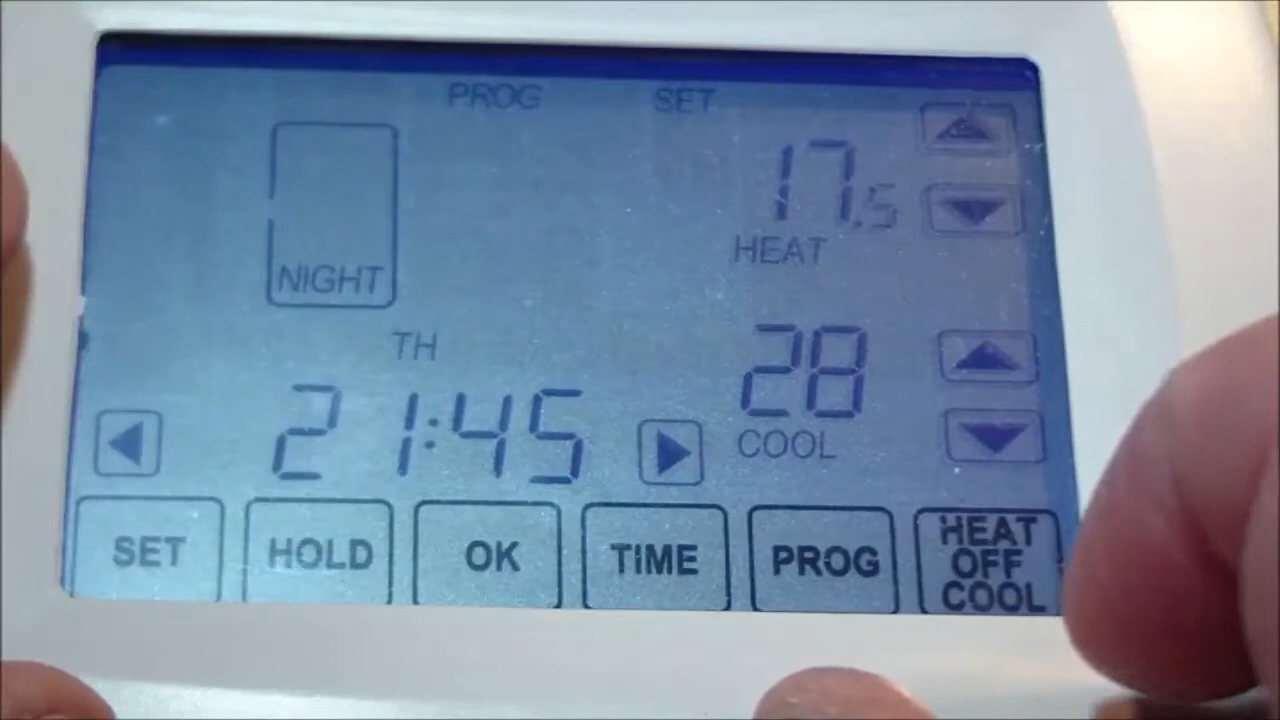 PROG SET
17.5
HEAT
NIGHT
TH
28
21:45
COOL
SET HOLD OK TIME PROG HEAT
OFF
COOL